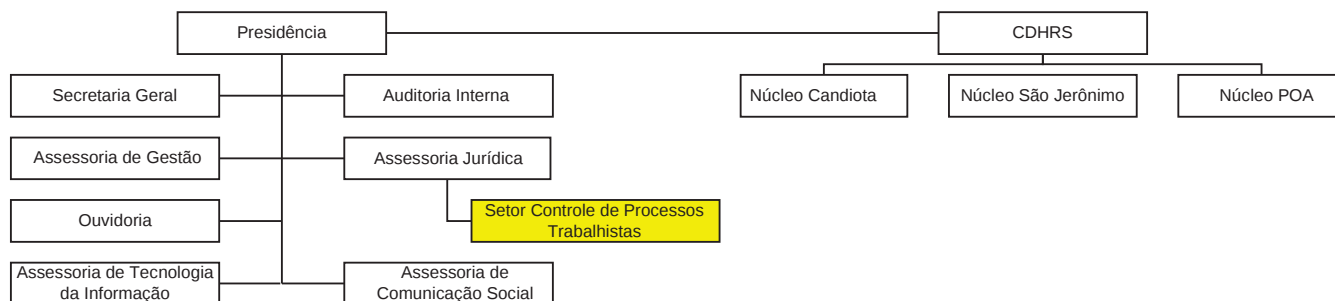 Presidência
CDHRS
Secretaria Geral
Auditoria Interna
Núcleo Candiota
Núcleo São Jerônimo
Núcleo POA
Assessoria de Gestão
Assessoria Jurídica
Ouvidoria
Setor Controle de Processos
Trabalhistas
Assessoria de Tecnologia
da Informação
Assessoria de
Comunicação Social